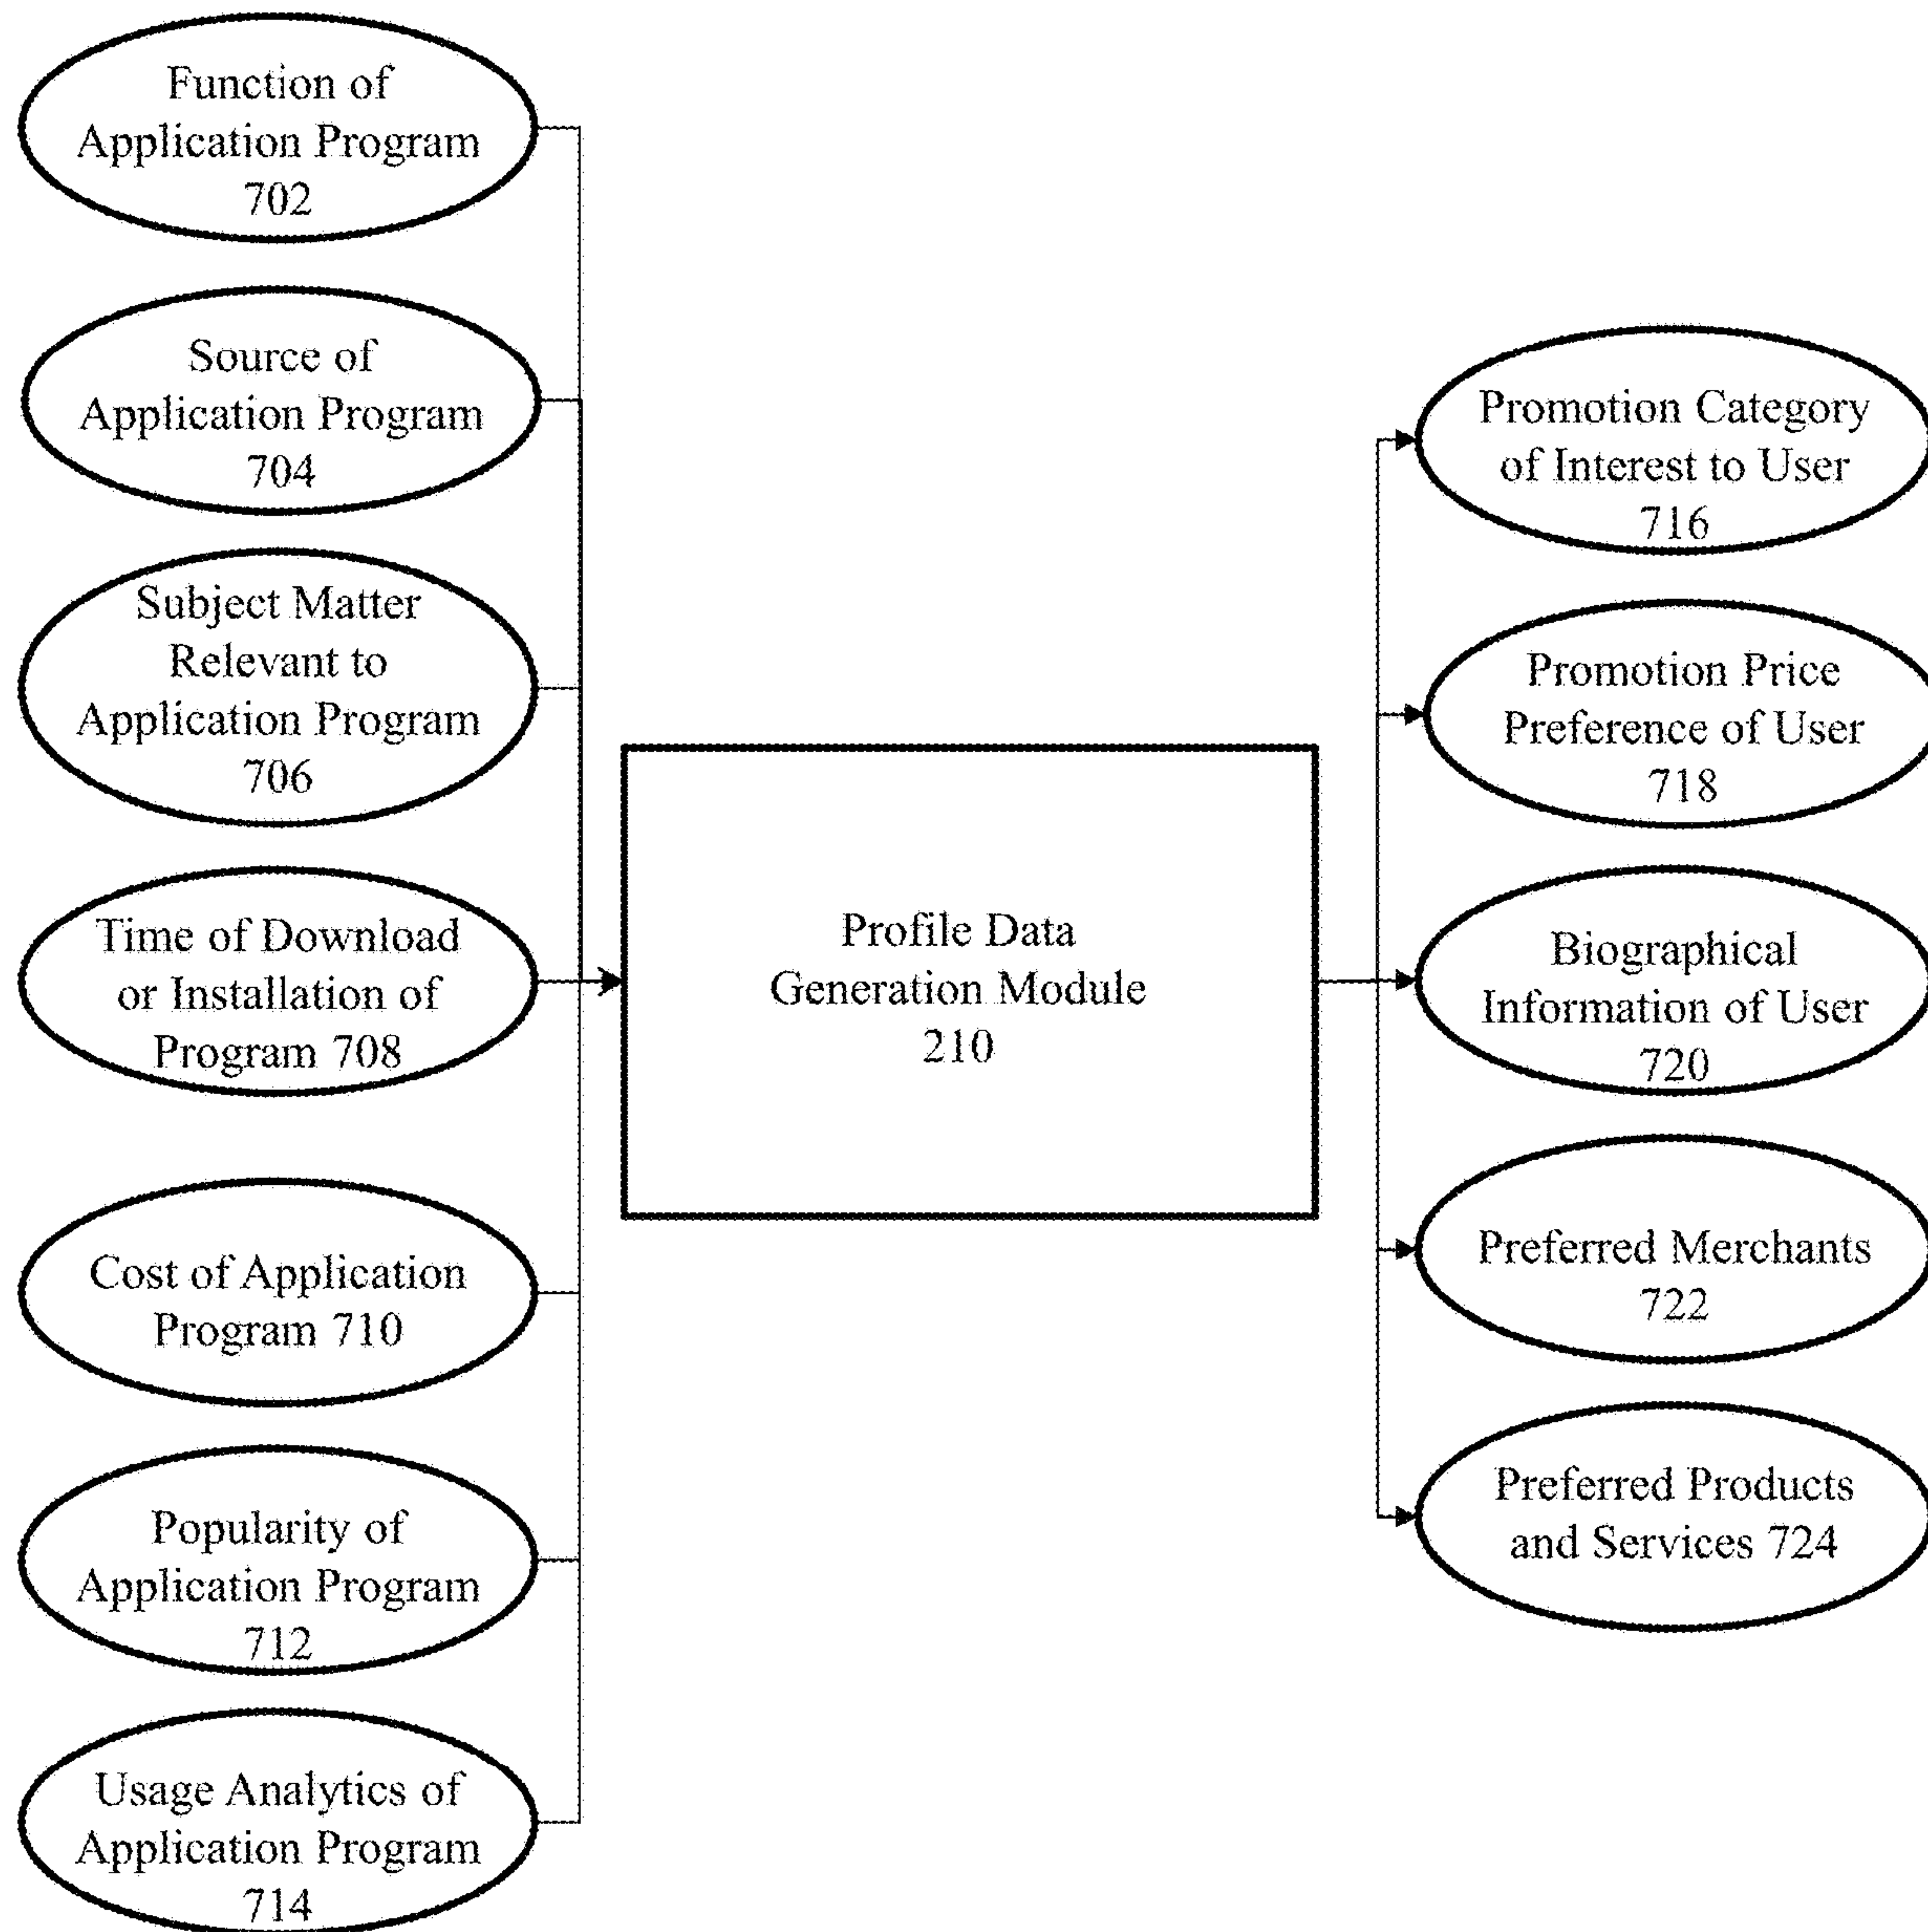 Function of
Application Program
702
Source of
Application Program
704
Subject Matter
Relevant to
Application Program
706
Time of Download
or Installation of
Program 708
Cost of Application
Program 710
Popularity of
Application Program
712
Usage Analytics of
Application Program
714
Profile Data
Generation Module
210
Promotion Category
of Interest to User
716
Promotion Price
Preference of User
718
Biographical
Information of User
720
Preferred Merchants
722
Preferred Products
and Services 724